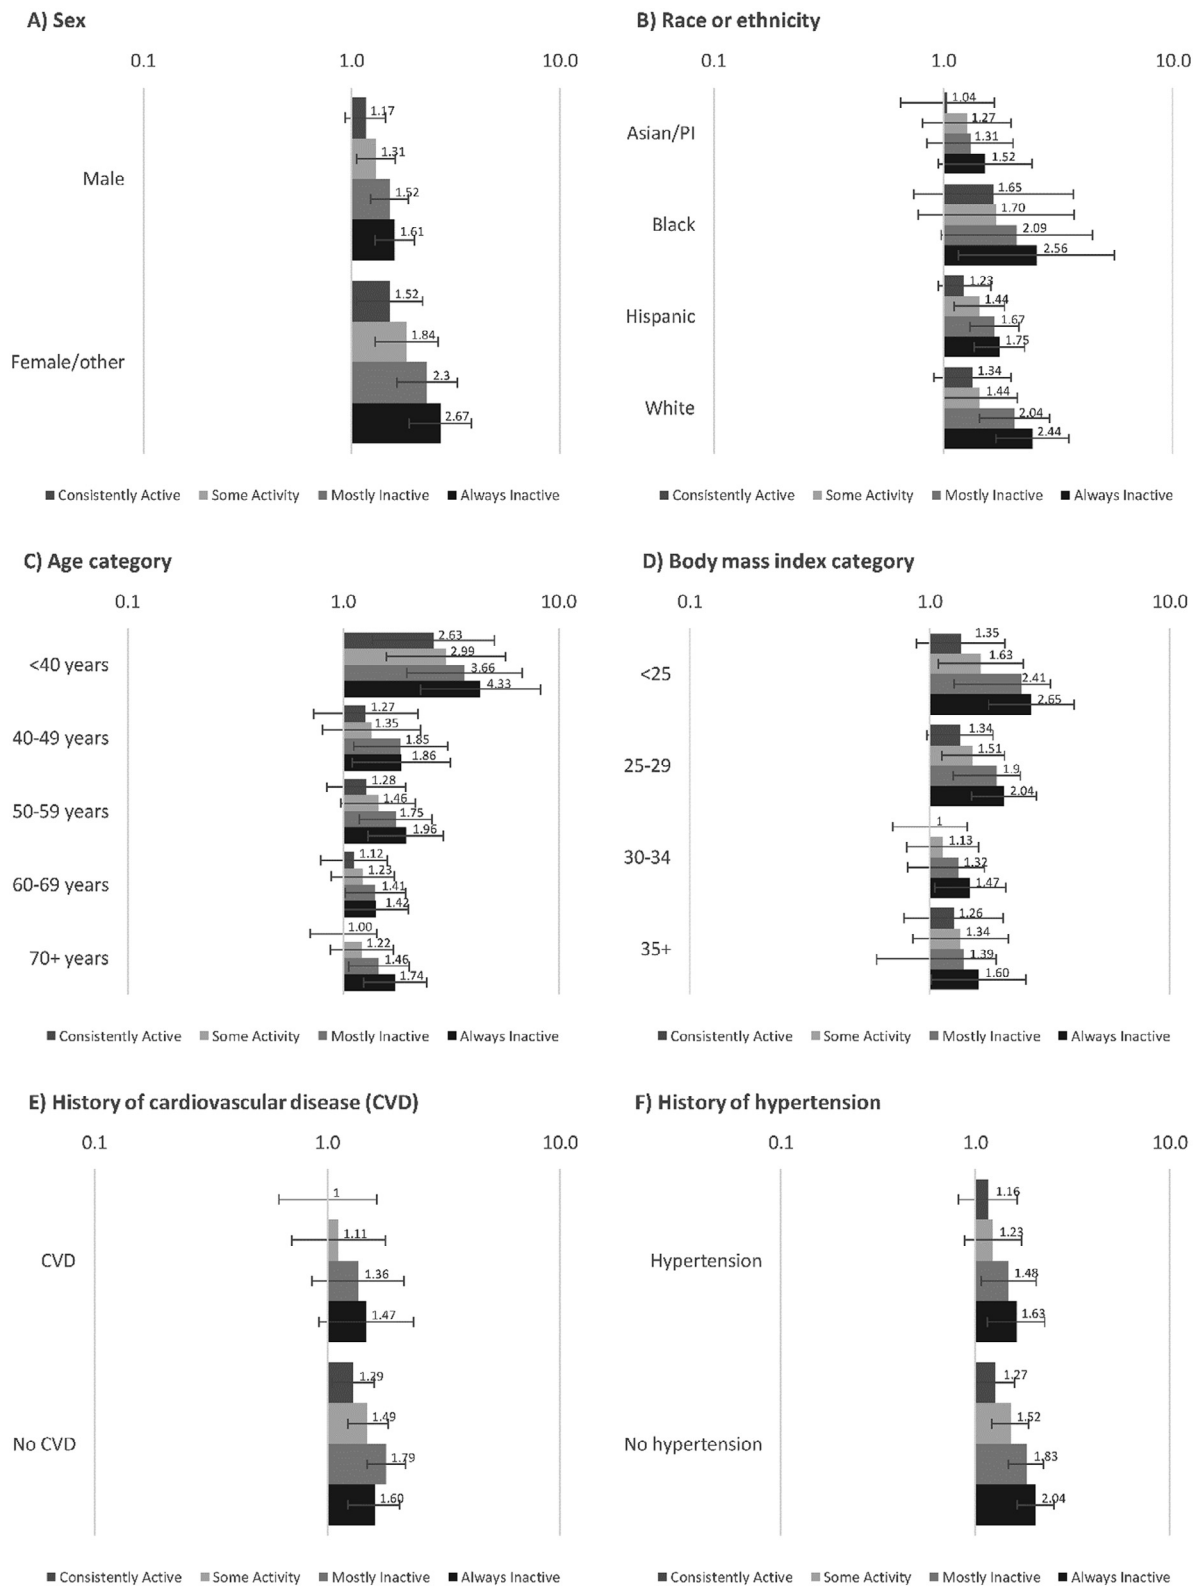 A) Sex
0.1 1.0 10.0
Male
1.17
1.31
1.52
1.61
Female/other
1.52
1.84
2.3
2.67
Consistently Active Some Activity Mostly Inactive Always Inactive
B) Race or ethnicity
0.1 1.0 10.0
Asian/PI
1.04
1.27
1.31
1.52
Black
1.65
1.70
2.09
2.56
Hispanic
1.23
1.44
1.67
1.75
White
1.34
1.44
2.04
2.44
Consistently Active Some Activity Mostly Inactive Always Inactive
C) Age category
0.1 1.0 10.0
<40 years
2.63
2.99
3.66
4.33
40-49 years
1.27
1.35
1.85
1.86
50-59 years
1.28
1.46
1.75
1.96
60-69 years
1.12
1.23
1.41
1.42
70+ years
1.00
1.22
1.46
1.74
Consistently Active Some Activity Mostly Inactive Always Inactive
D) Body mass index category
0.1 1.0 10.0
<25
1.35
1.63
2.41
2.65
25-29
1.34
1.51
1.9
2.04
30-34
1
1.13
1.32
1.47
35+
1.26
1.34
1.39
1.60
Consistently Active Some Activity Mostly Inactive Always Inactive
E) History of cardiovascular disease (CVD)
0.1 1.0 10.0
CVD
1
1.11
1.36
1.47
No CVD
1.29
1.49
1.79
1.60
Consistently Active Some Activity Mostly Inactive Always Inactive
F) History of hypertension
0.1 1.0 10.0
Hypertension
1.16
1.23
1.48
1.63
No hypertension
1.27
1.52
1.83
2.04
Consistently Active Some Activity Mostly Inactive Always Inactive